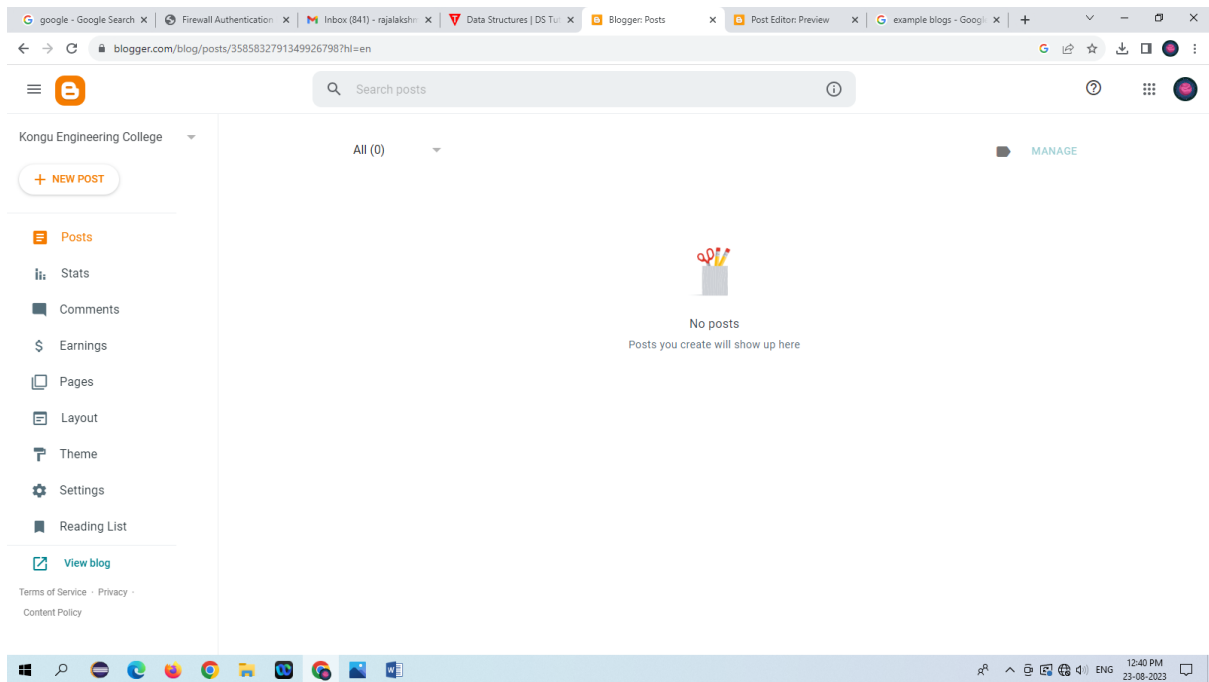 google - Google Search
Firewall Authentication
Inbox (841) - rajalakshm
Data Structures | DS Tut
Blogger: Posts
Post Editor: Preview
example blogs - Googl
blogger.com/blog/posts/3585832791349926798?hl=en
Search posts
Kongu Engineering College
All (0)
MANAGE
+ NEW POST
Posts
Stats
Comments
Earnings
Pages
Layout
Theme
Settings
Reading List
View blog
Terms of Service · Privacy ·
Content Policy
No posts
Posts you create will show up here
ENG
12:40 PM
23-08-2023